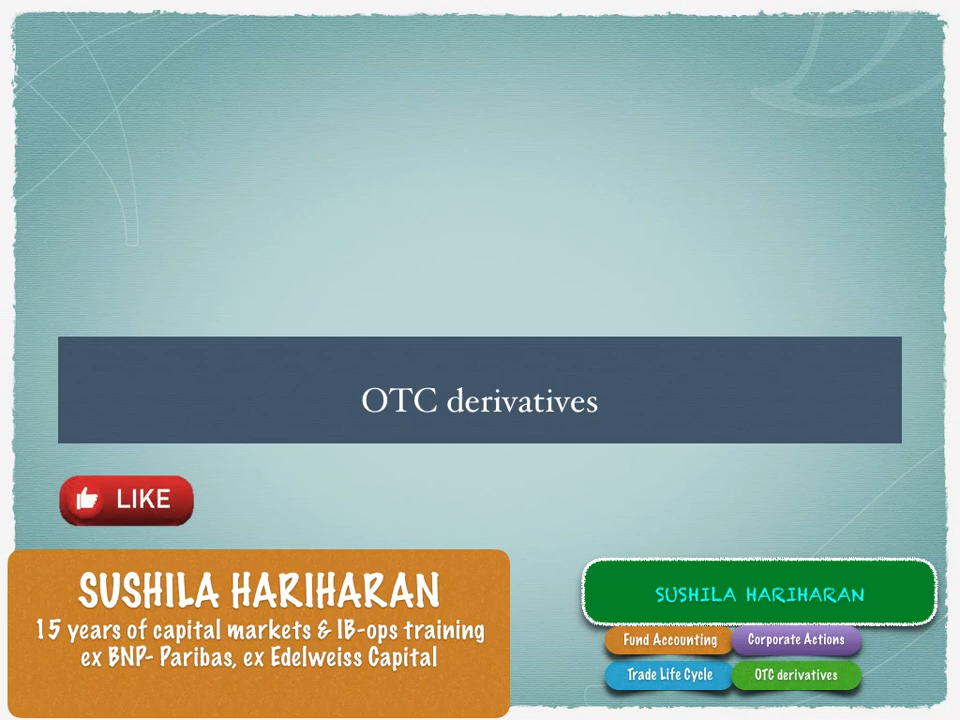 OTC derivatives
LIKE
SUSHILA HARIHARAN
15 years of capital markets & IB-ops training
ex BNP- Paribas, ex Edelweiss Capital
SUSHILA HARIHARAN
Fund Accounting
Corporate Actions
Trade Life Cycle
OTC derivatives